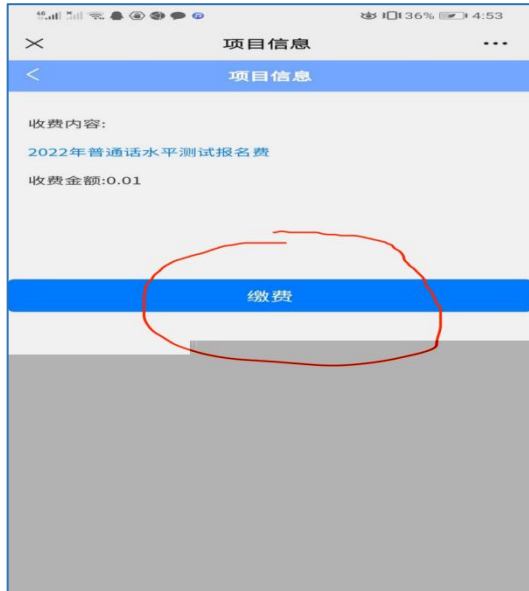 36% 4:53
项目信息
项目信息
收费内容:
2022年普通话水平测试报名费
收费金额:0.01
缴费